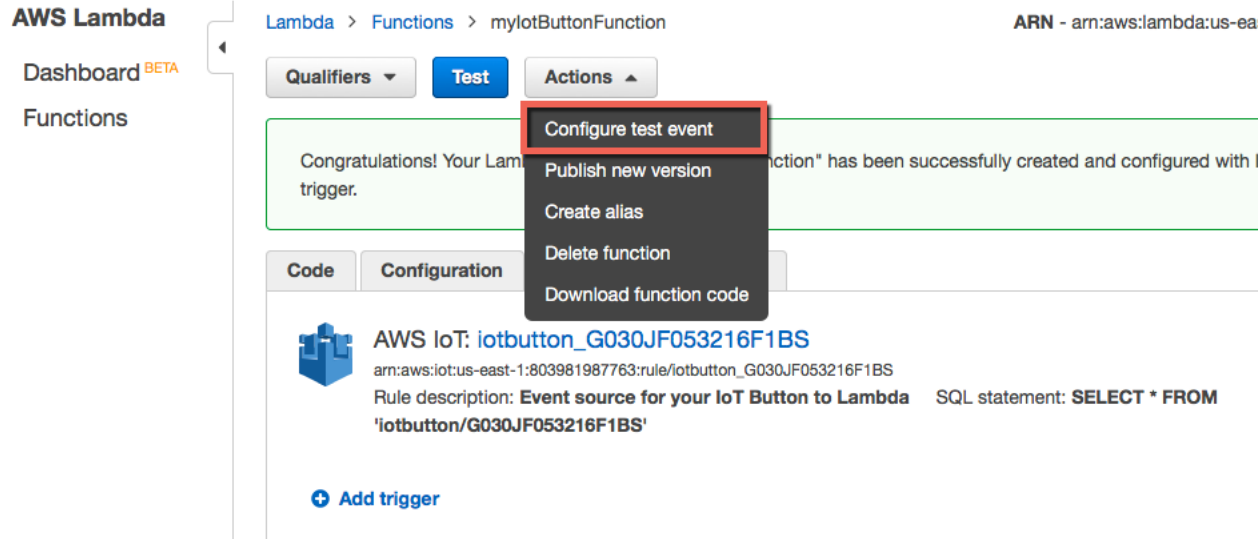 AWS Lambda
Dashboard BETA
Functions
Lambda > Functions > myIotButtonFunction
ARN - arn:aws:lambda:us-eas
Qualifiers
Test
Actions
Configure test event
Publish new version
Create alias
Delete function
Download function code
Congratulations! Your Lam nction" has been successfully created and configured with
trigger.
Code
Configuration
AWS IoT: iotbutton_G030JF053216F1BS
arn:aws:iot:us-east-1:803981987763:rule/iotbutton_G030JF053216F1BS
Rule description: Event source for your IoT Button to Lambda SQL statement: SELECT * FROM
'iotbutton/G030JF053216F1BS'
Add trigger